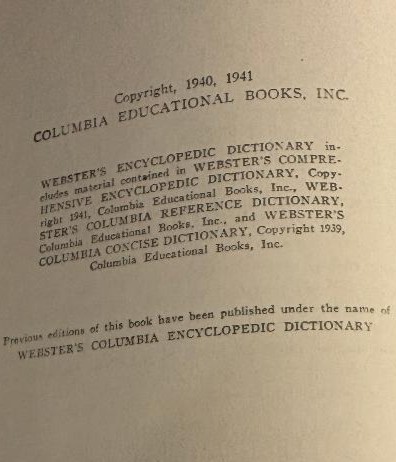 Copyright, 1940, 1941
COLUMBIA EDUCATIONAL BOOKS, INC.
WEBSTER'S ENCYCLOPEDIC DICTIONARY in-
cludes material contained in WEBSTER'S COMPRE-
HENSIVE ENCYCLOPEDIC DICTIONARY, Copy-
right 1941, Columbia Educational Books, Inc., WEB-
STER'S COLUMBIA REFERENCE DICTIONARY,
Columbia Educational Books, Inc., and WEBSTER'S
COLUMBIA CONCISE DICTIONARY, Copyright 1939,
Columbia Educational Books, Inc.
Previous editions of this book have been published under the name of
WEBSTER'S COLUMBIA ENCYCLOPEDIC DICTIONARY